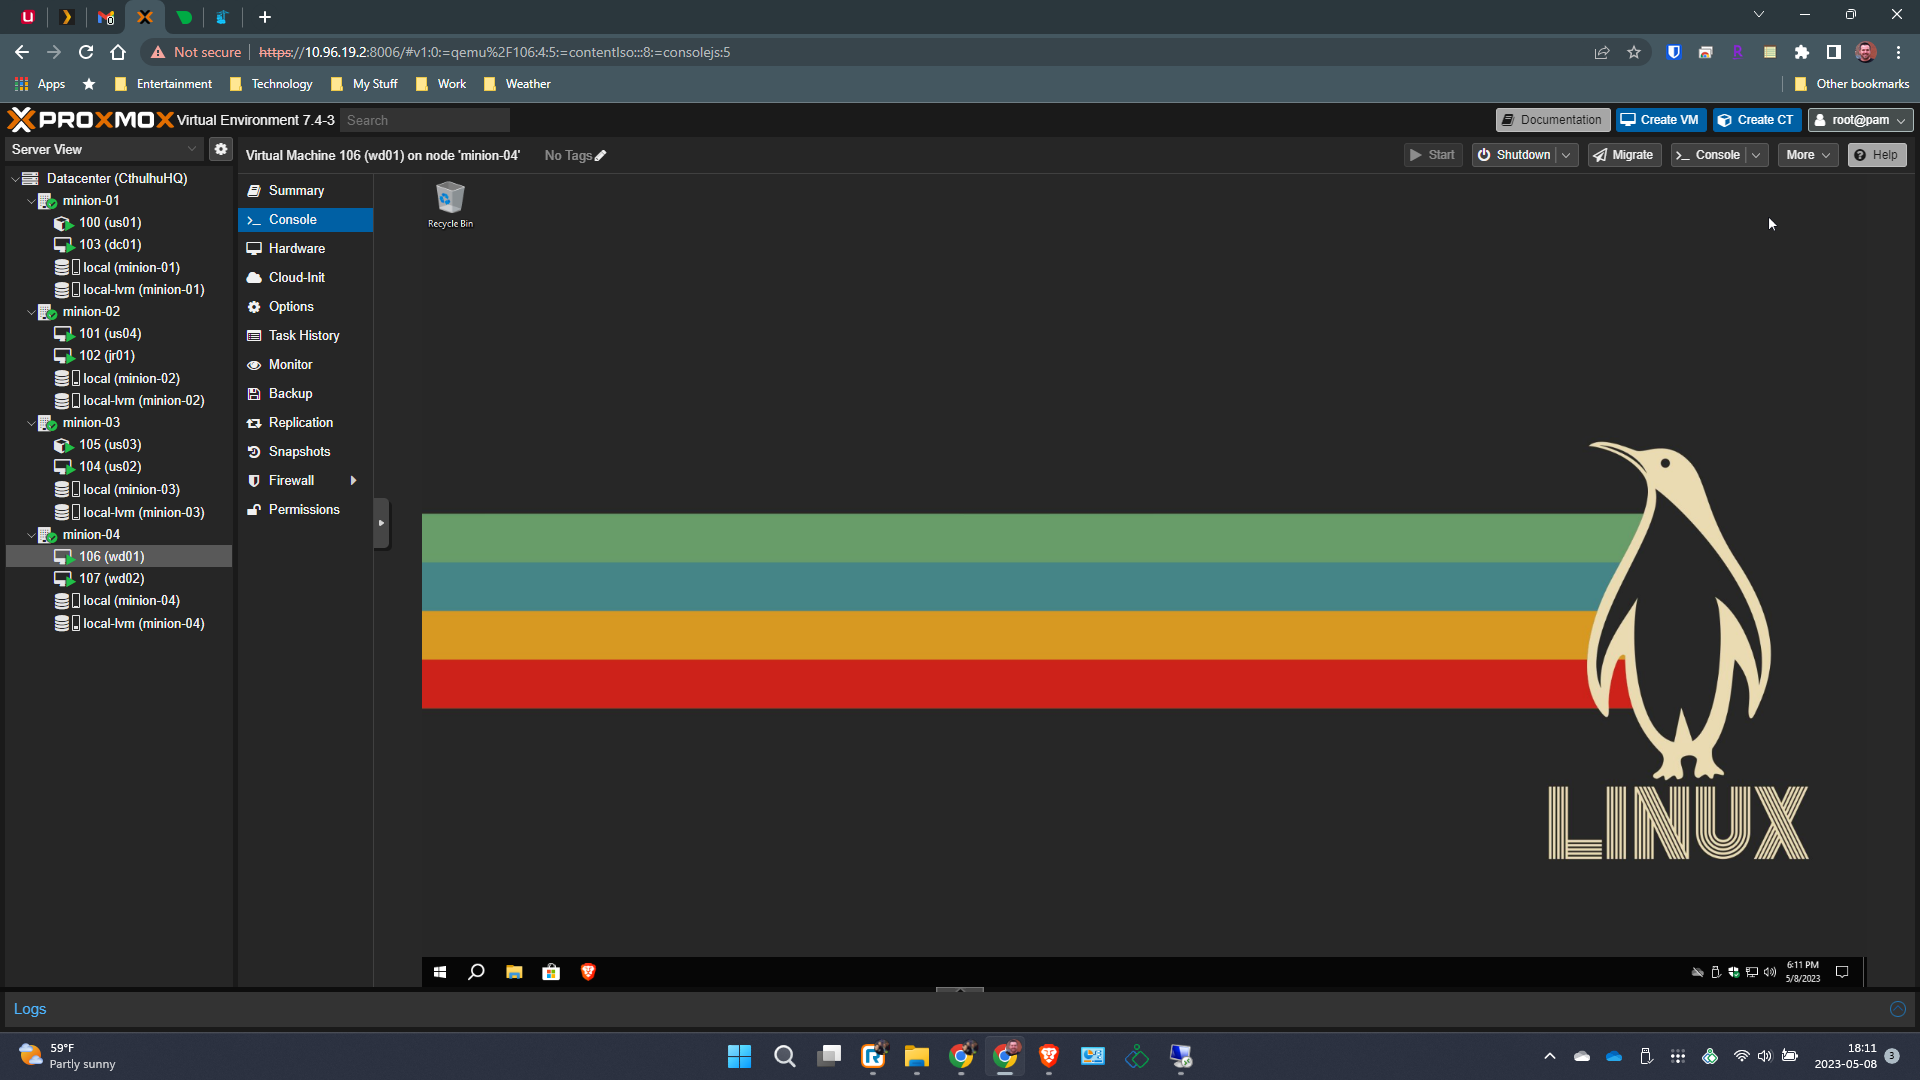 Not secure https://10.96.19.2:8006/#v1:0:=qemu%2F106:4:5:=contentIso:::8:=consolejs:5
Apps Entertainment Technology My Stuff Work Weather Other bookmarks
PROXMOX Virtual Environment 7.4-3 Search Documentation Create VM Create CT root@pam
Server View
Virtual Machine 106 (wd01) on node 'minion-04' No Tags Start Shutdown Migrate Console More Help
Datacenter (CthulhuHQ)
minion-01
100 (us01)
103 (dc01)
local (minion-01)
local-lvm (minion-01)
minion-02
101 (us04)
102 (jr01)
local (minion-02)
local-lvm (minion-02)
minion-03
105 (us03)
104 (us02)
local (minion-03)
local-lvm (minion-03)
minion-04
106 (wd01)
107 (wd02)
local (minion-04)
local-lvm (minion-04)
Summary
Console
Hardware
Cloud-Init
Options
Task History
Monitor
Backup
Replication
Snapshots
Firewall
Permissions
Recycle Bin
LINUX
6:11 PM
5/8/2023
Logs
59°F
Partly sunny
18:11
2023-05-08
3